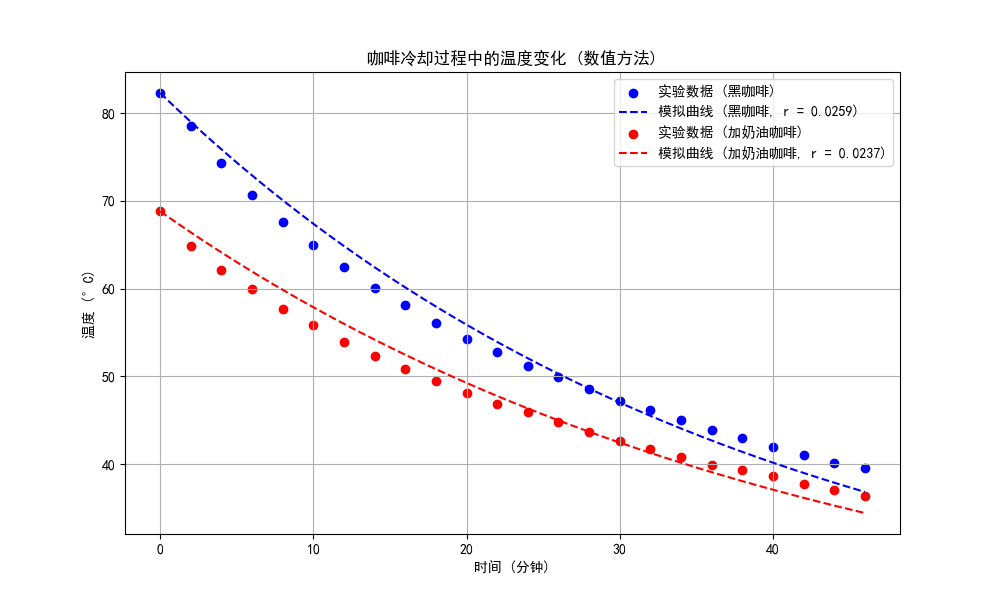 咖啡冷却过程中的温度变化 (数值方法)
实验数据 (黑咖啡)
模拟曲线 (黑咖啡, r = 0.0259)
实验数据 (加奶油咖啡)
模拟曲线 (加奶油咖啡, r = 0.0237)
温度 (°C)
80
70
60
50
40
0 10 20 30 40
时间 (分钟)